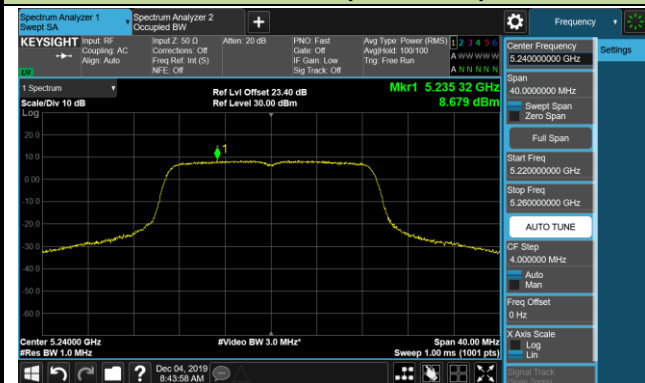 Spectrum Analyzer 1
Swept SA
Spectrum Analyzer 2
Occupied BW
Frequency
KEYSIGHT
Input: RF
Coupling: AC
Align: Auto
Input Z: 50 Ω
Corrections: Off
Freq Ref: Int (S)
NFE: Off
Atten: 20 dB
PNO: Fast
Gate: Off
IF Gain: Low
Sig Track: Off
Avg Type: Power (RMS)
Avg|Hold: 100/100
Trig: Free Run
1 2 3 4 5 6
A W W W W W
A N N N N N
LW
1 Spectrum
Scale/Div 10 dB
Log
Ref Lvl Offset 23.40 dB
Ref Level 30.00 dBm
Mkr1 5.235 32 GHz
8.679 dBm
20.0
10.0
0.00
-10.0
-20.0
-30.0
-40.0
-50.0
-60.0
1
Center 5.24000 GHz
#Res BW 1.0 MHz
#Video BW 3.0 MHz*
Span 40.00 MHz
Sweep 1.00 ms (1001 pts)
Center Frequency
5.240000000 GHz
Settings
Span
40.0000000 MHz
Swept Span
Zero Span
Full Span
Start Freq
5.220000000 GHz
Stop Freq
5.260000000 GHz
AUTO TUNE
CF Step
4.000000 MHz
Auto
Man
Freq Offset
0 Hz
X Axis Scale
Log
Lin
Signal Track
Dec 04, 2019
8:43:58 AM